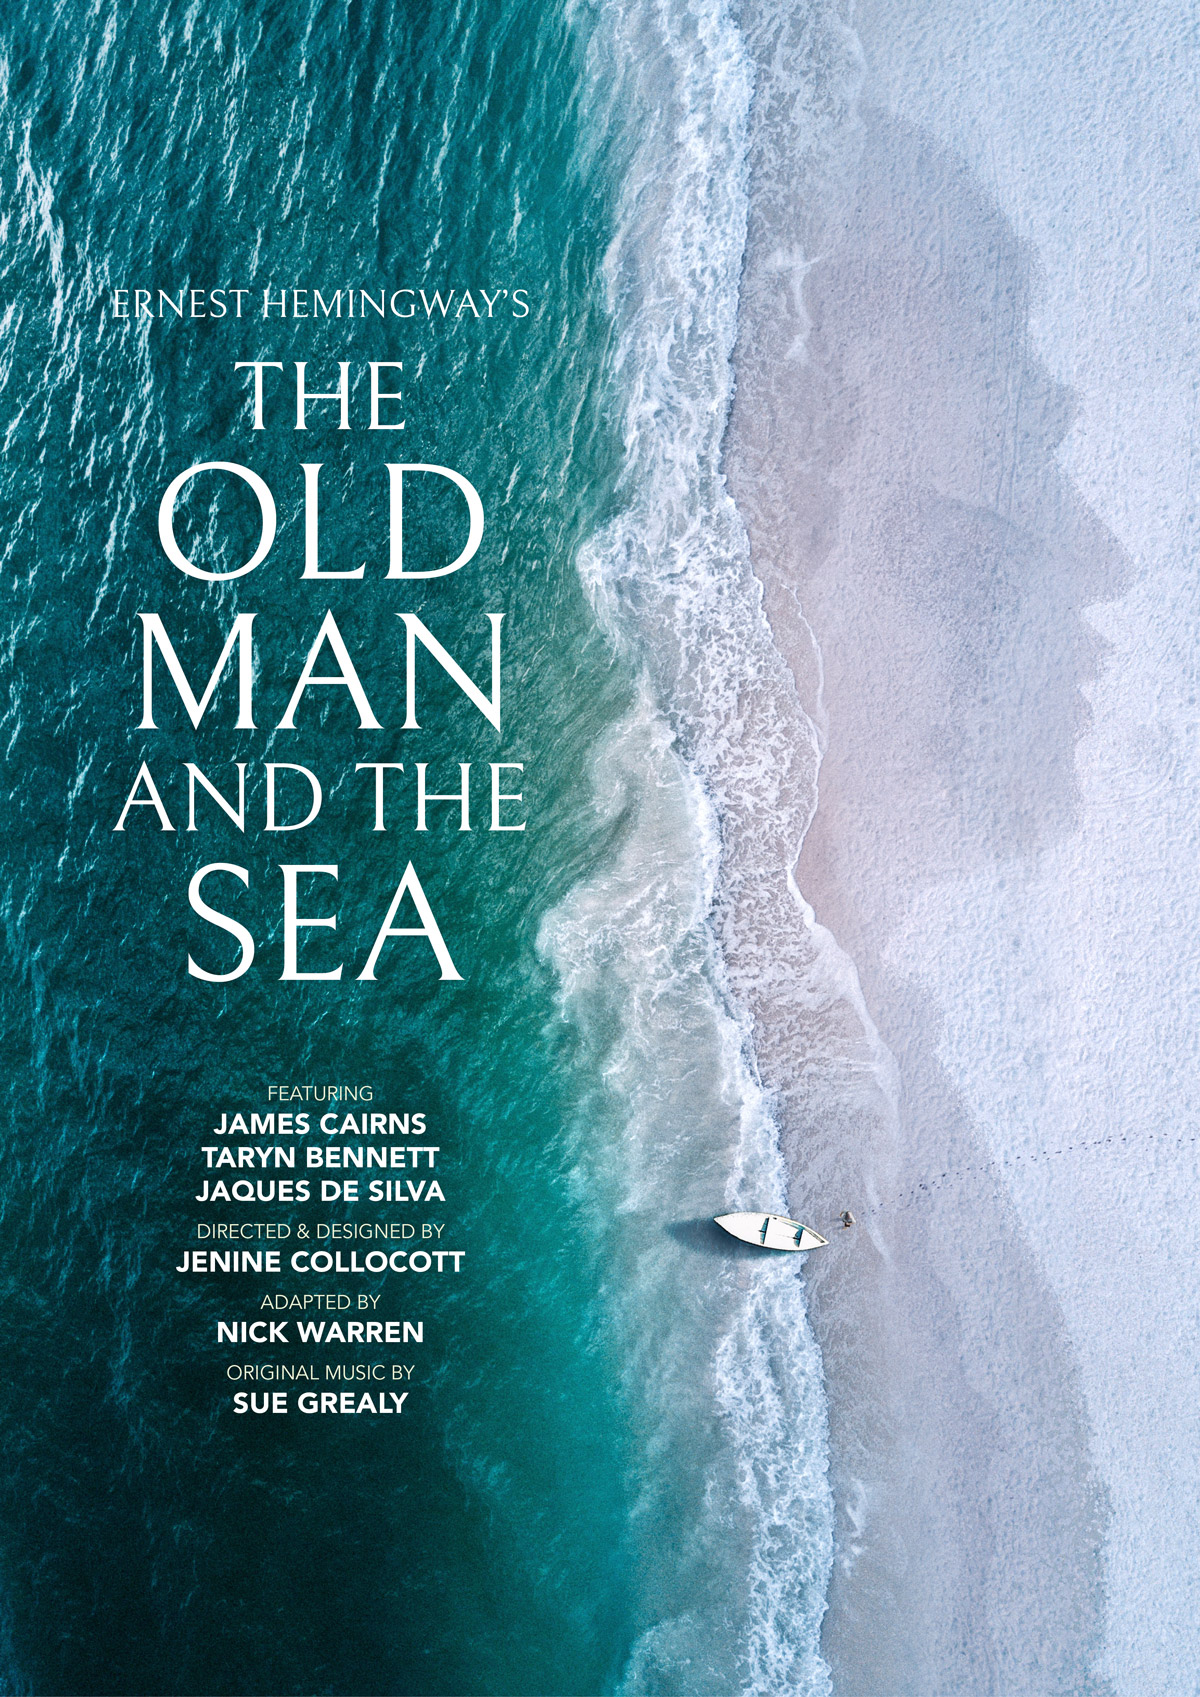 ERNEST HEMINGWAY'S
THE
OLD
MAN
AND THE
SEA
FEATURING
JAMES CAIRNS
TARYN BENNETT
JAQUES DE SILVA
DIRECTED & DESIGNED BY
JENINE COLLOCOTT
ADAPTED BY
NICK WARREN
ORIGINAL MUSIC BY
SUE GREALY